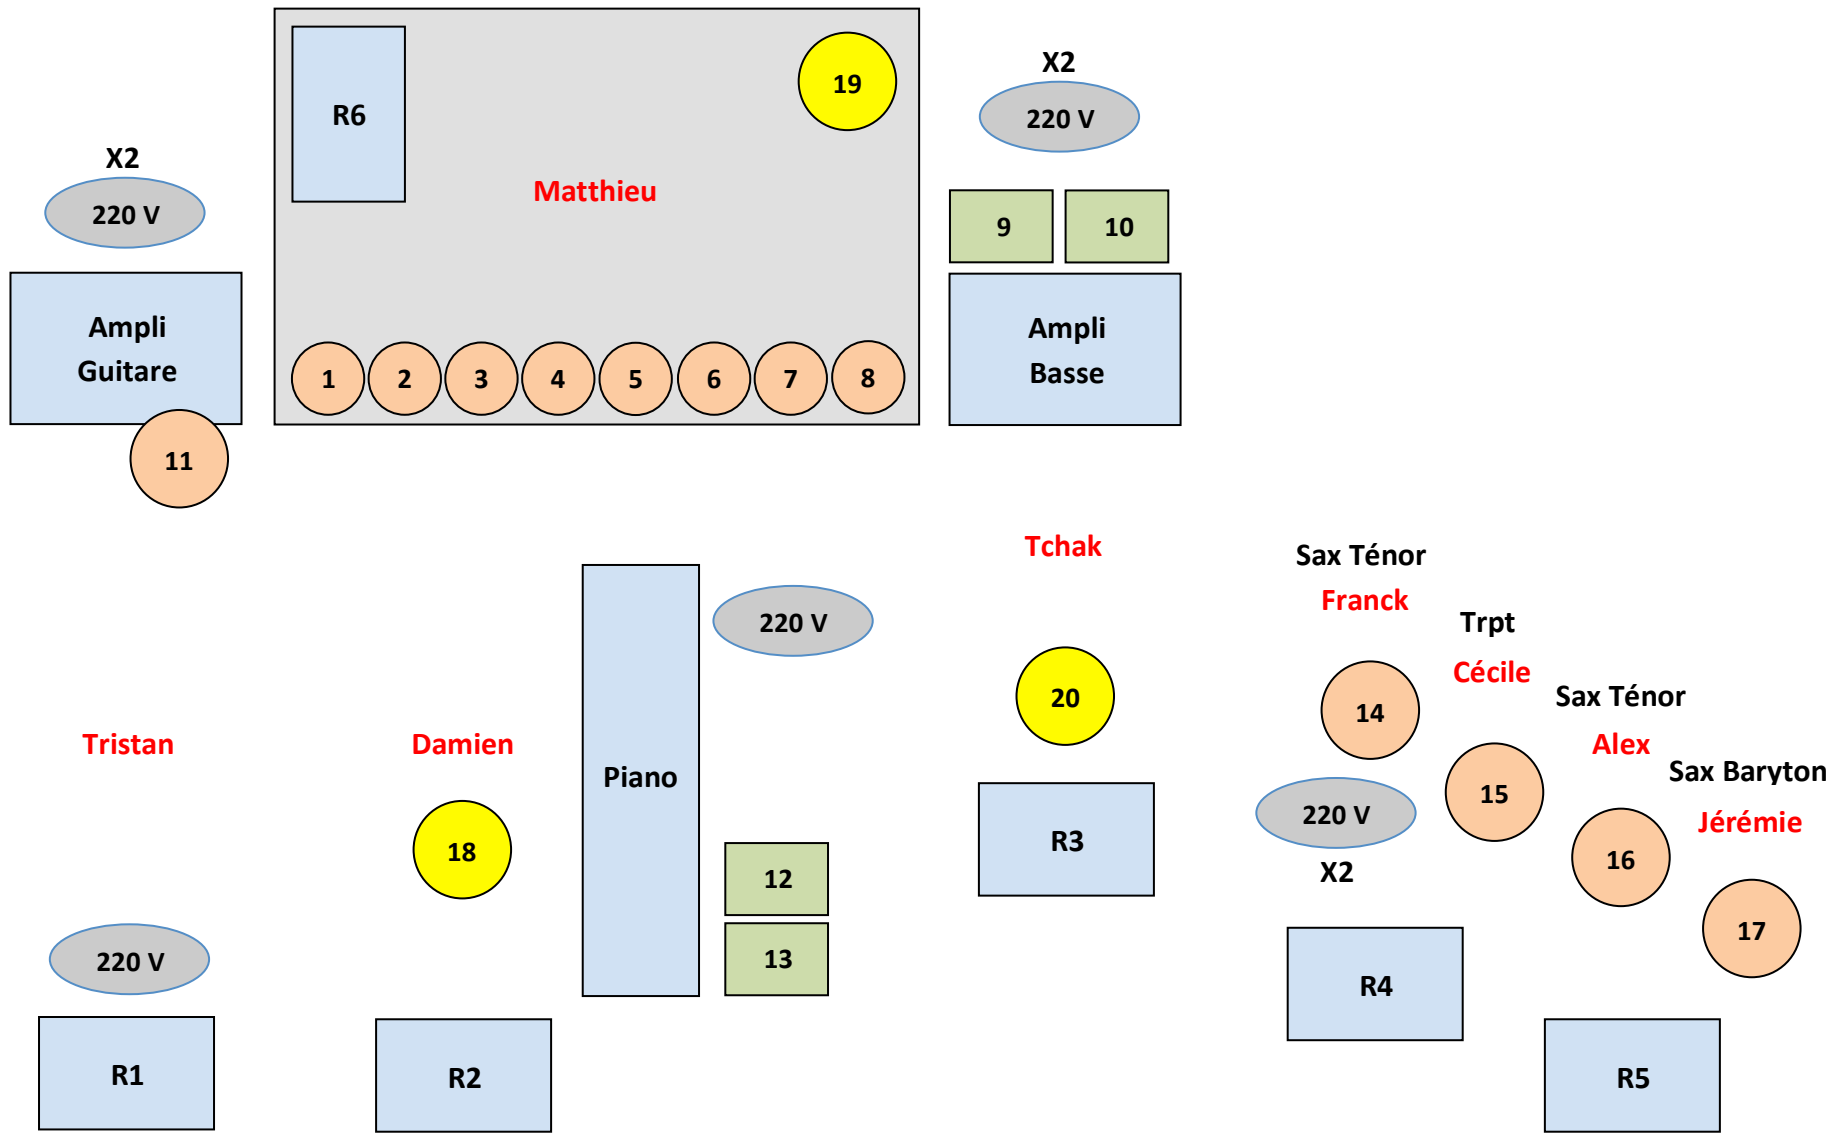 X2
220 V
Ampli
Guitare
11
R6
19
Matthieu
1 2 3 4 5 6 7 8
X2
220 V
9 10
Ampli
Basse
Tristan
220 V
R1
Damien
18
R2
Piano
220 V
12
13
Tchak
20
R3
Sax Ténor
Franck
14
220 V
X2
R4
Trpt
Cécile
15
Sax Ténor
Alex
16
Sax Baryton
Jérémie
17
R5